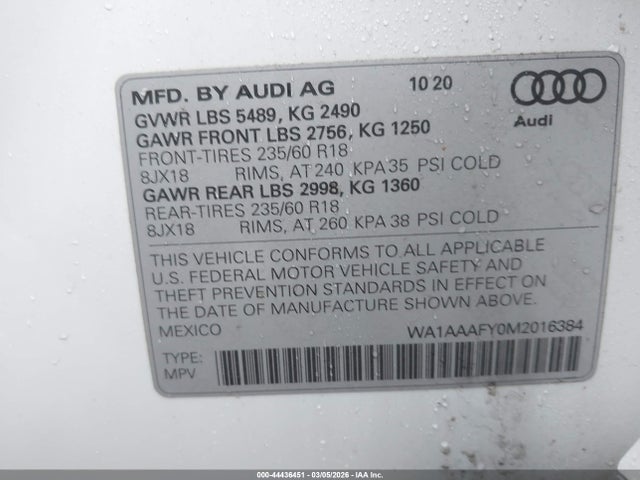 MFD. BY AUDI AG 10 20
GVWR LBS 5489, KG 2490
GAWR FRONT LBS 2756, KG 1250
FRONT-TIRES 235/60 R18
8JX18 RIMS, AT 240 KPA 35 PSI COLD
GAWR REAR LBS 2998, KG 1360
REAR-TIRES 235/60 R18
8JX18 RIMS, AT 260 KPA 38 PSI COLD
Audi
THIS VEHICLE CONFORMS TO ALL APPLICABLE
U.S. FEDERAL MOTOR VEHICLE SAFETY AND
THEFT PREVENTION STANDARDS IN EFFECT ON
THE DATE OF MANUFACTURE SHOWN ABOVE.
MEXICO WA1AAAFY0M2016384
TYPE:
MPV
000-44436451 - 03/05/2026 - IAA Inc.